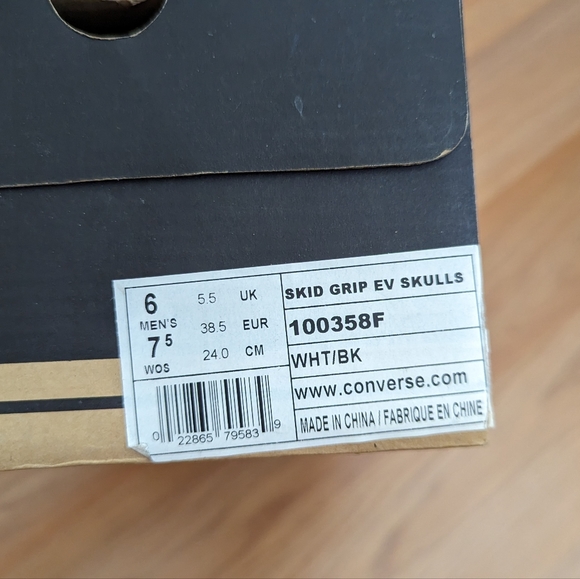 6 5.5 UK
MEN'S 38.5 EUR
7 5 24.0 CM
WOS
0 22865 79583 9
SKID GRIP EV SKULLS
100358F
WHT/BK
www.converse.com
MADE IN CHINA / FABRIQUE EN CHINE